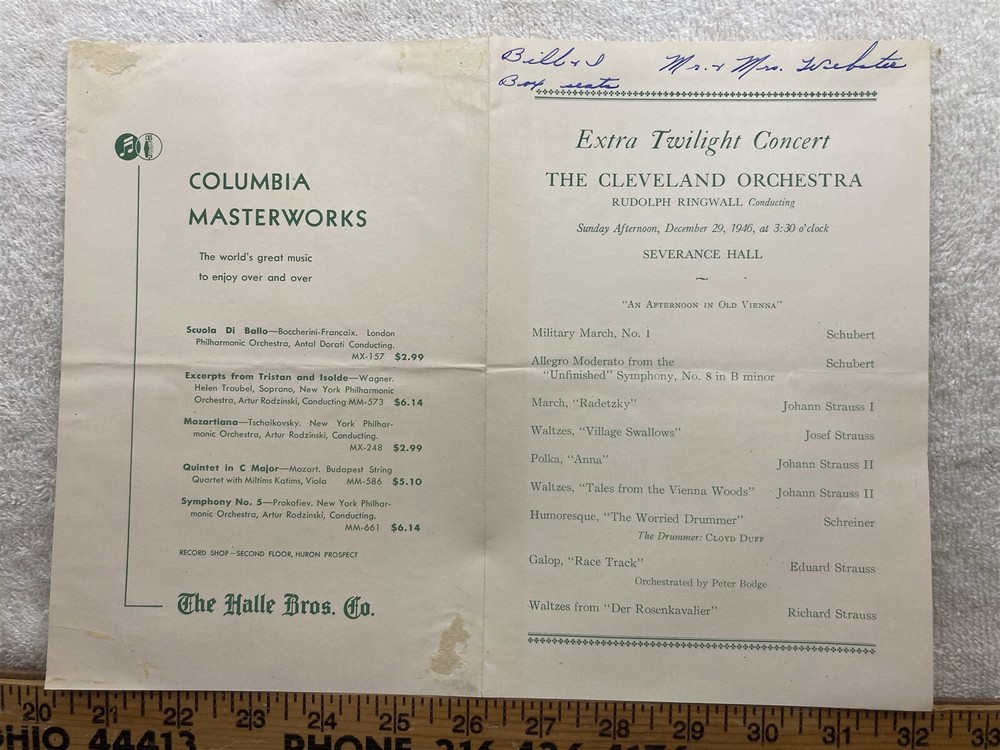 COLUMBIA
MASTERWORKS
The world's great music
to enjoy over and over
Scuola Di Ballo—Boccherini-Francaix. London
Philharmonic Orchestra, Antal Dorati Conducting.
MX-157 $2.99
Excerpts from Tristan and Isolde—Wagner.
Helen Traubel, Soprano, New York Philharmonic
Orchestra, Artur Rodzinski, Conducting MM-573 $6.14
Mozartiana—Tschaikovsky. New York Philhar-
monic Orchestra, Artur Rodzinski, Conducting.
MX-248 $2.99
Quintet in C Major—Mozart. Budapest String
Quartet with Miltims Katims, Viola MM-586 $5.10
Symphony No. 5—Prokofiev. New York Philhar-
monic Orchestra, Artur Rodzinski, Conducting.
MM-661 $6.14
RECORD SHOP—SECOND FLOOR, HURON PROSPECT
The Halle Bros. Co.
Bill & I Mr. & Mrs. Webster
Box seats
Extra Twilight Concert
THE CLEVELAND ORCHESTRA
RUDOLPH RINGWALL Conducting
Sunday Afternoon, December 29, 1946, at 3:30 o'clock
SEVERANCE HALL
"AN AFTERNOON IN OLD VIENNA"
Military March, No. 1 Schubert
Allegro Moderato from the Schubert
"Unfinished" Symphony, No. 8 in B minor
March, "Radetzky" Johann Strauss I
Waltzes, "Village Swallows" Josef Strauss
Polka, "Anna" Johann Strauss II
Waltzes, "Tales from the Vienna Woods" Johann Strauss II
Humoresque, "The Worried Drummer" Schreiner
The Drummer: CLOYD DUFF
Galop, "Race Track" Eduard Strauss
Orchestrated by Peter Bodge
Waltzes from "Der Rosenkavalier" Richard Strauss
20 21 22 23 24 25 26 27 28 29 30 31 32 33
OHIO 44413 PHONE 216